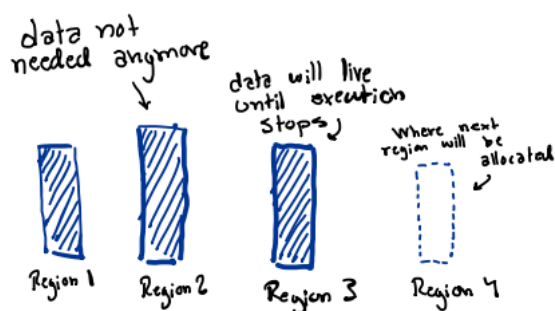 data not
needed anymore
data will live
until execution
stops
Where next
region will be
allocated
Region 1
Region 2
Region 3
Region 4